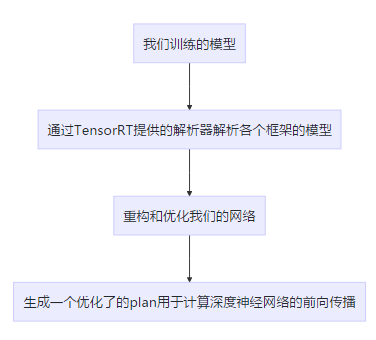 我们训练的模型
通过TensorRT提供的解析器解析各个框架的模型
重构和优化我们的网络
生成一个优化了的plan用于计算深度神经网络的前向传播